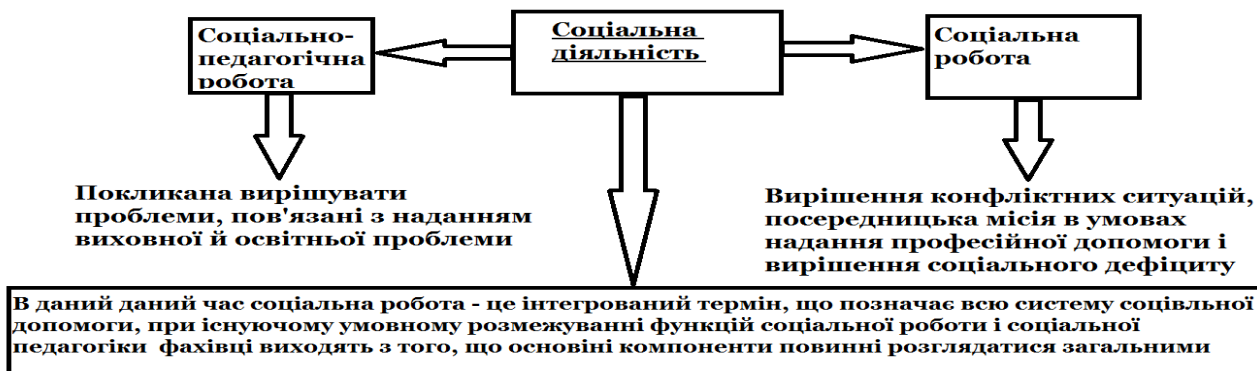 Соціально-
педагогічна
робота
Соціальна
діяльність
Соціальна
робота
Покликана вирішувати
проблеми, пов'язані з наданням
виховної й освітньої проблеми
Вирішення конфліктних ситуацій,
посередницька місія в умовах
надання професійної допомоги і
вирішення соціального дефіциту
В даний даний час соціальна робота - це інтегрований термін, що позначає всю систему соцівльної
допомоги, при існуючому умовному розмежуванні функцій соціальної роботи і соціальної
педагогіки фахівці виходять з того, що основіні компоненти повинні розглядатися загальними